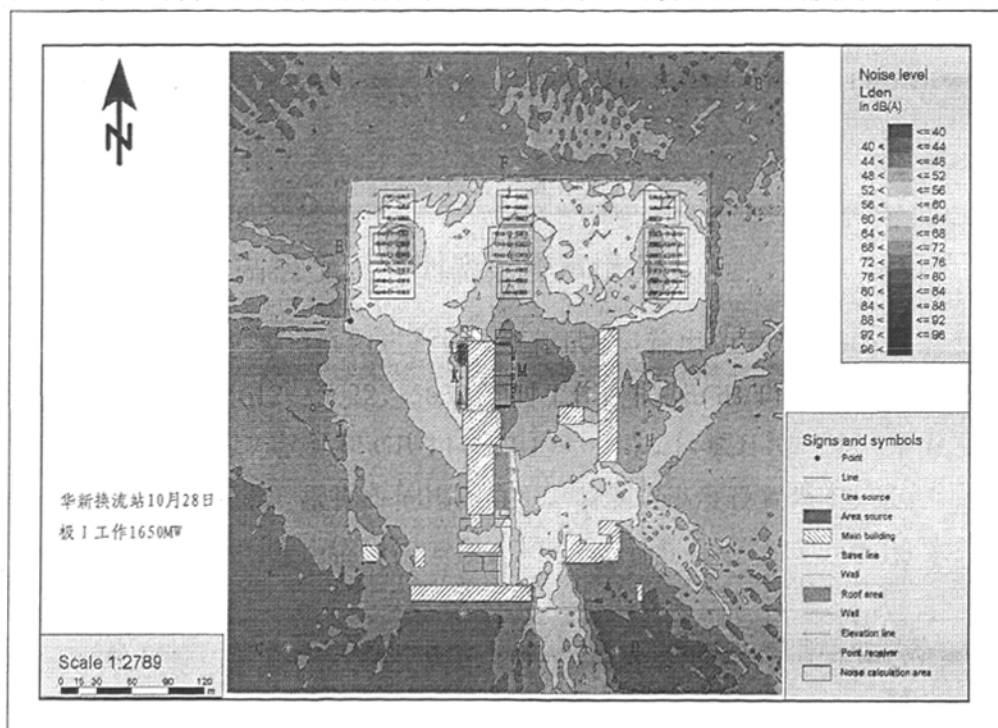 N
Noise level
Lden
in dB(A)
<= 40
40 < <= 44
44 < <= 48
48 < <= 52
52 < <= 56
56 < <= 60
60 < <= 64
64 < <= 68
68 < <= 72
72 < <= 76
76 < <= 80
80 < <= 84
84 < <= 88
88 < <= 92
92 < <= 96
96 <
A
B
F
M
K
H
C
华新换流站10月28日
极 I 工作1650MW
Signs and symbols
Point
Line
Line source
Area source
Main building
Base line
Wall
Roof area
Wall
Elevation line
Point receiver
Noise calculation area
Scale 1:2789
0 15 30 60 90 120
m